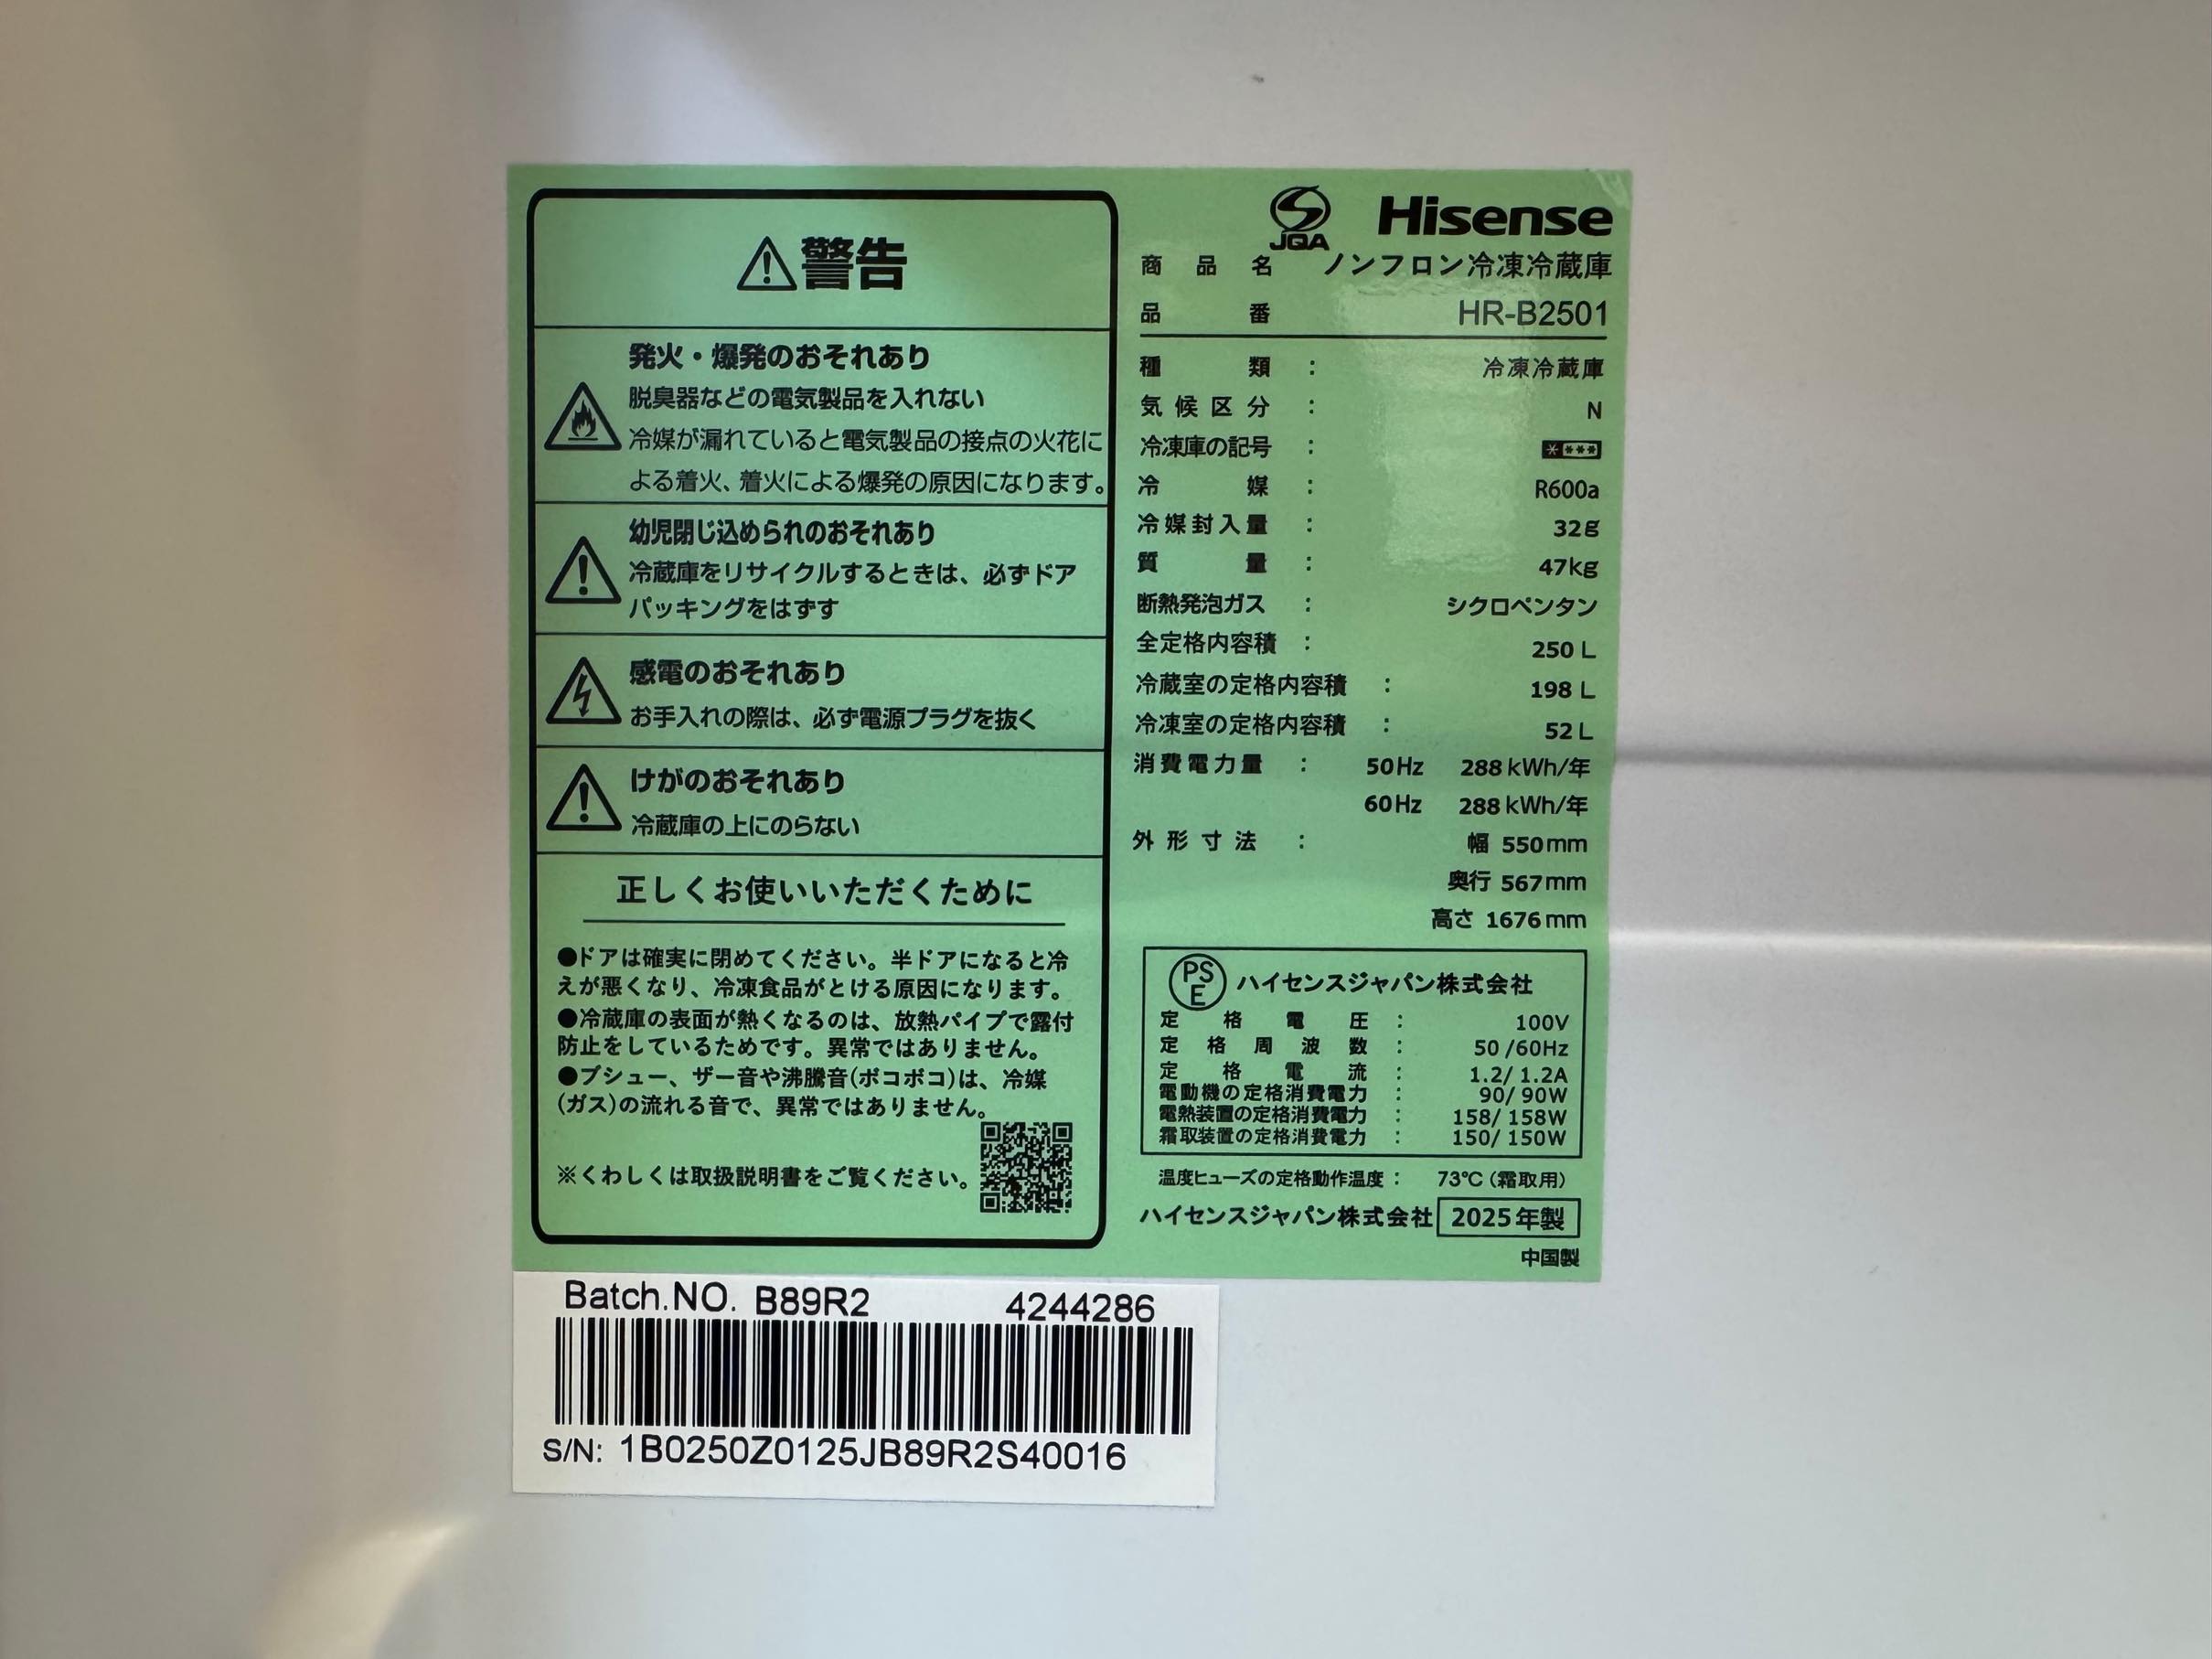 警告
発火・爆発のおそれあり
脱臭器などの電気製品を入れない
冷媒が漏れていると電気製品の接点の火花に
よる着火、着火による爆発の原因になります。
幼児閉じ込められのおそれあり
冷蔵庫をリサイクルするときは、必ずドア
パッキングをはずす
感電のおそれあり
お手入れの際は、必ず電源プラグを抜く
けがのおそれあり
冷蔵庫の上にのらない
正しくお使いいただくために
●ドアは確実に閉めてください。半ドアになると冷
えが悪くなり、冷凍食品がとける原因になります。
●冷蔵庫の表面が熱くなるのは、放熱パイプで露付
防止をしているためです。異常ではありません。
●ブシュー、ザー音や沸騰音(ボコボコ)は、冷媒
(ガス)の流れる音で、異常ではありません。
※くわしくは取扱説明書をご覧ください。
JQA Hisense
商品名 ノンフロン冷凍冷蔵庫
品番 HR-B2501
種類 : 冷凍冷蔵庫
気候区分 : N
冷凍庫の記号 : * ***
冷媒 : R600a
冷媒封入量 : 32g
質量 : 47kg
断熱発泡ガス : シクロペンタン
全定格内容積 : 250 L
冷蔵室の定格内容積 : 198 L
冷凍室の定格内容積 : 52 L
消費電力量 : 50Hz 288kWh/年
60Hz 288kWh/年
外形寸法 : 幅 550mm
奥行 567mm
高さ 1676mm
PSE ハイセンスジャパン株式会社
定格電圧 : 100V
定格周波数 : 50/60Hz
定格電流 : 1.2/ 1.2A
電動機の定格消費電力 : 90/ 90W
電熱装置の定格消費電力 : 158/ 158W
霜取装置の定格消費電力 : 150/ 150W
温度ヒューズの定格動作温度 : 73℃(霜取用)
ハイセンスジャパン株式会社 2025年製
中国製
Batch.NO. B89R2 4244286
S/N: 1B0250Z0125JB89R2S40016